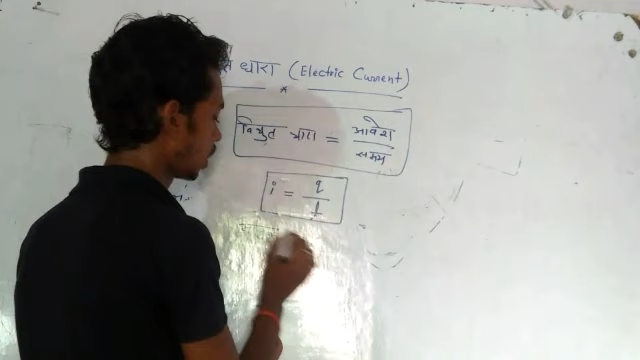 धारा (Electric Current)
*
विद्युत धारा = आवेश / समय
i = q / t